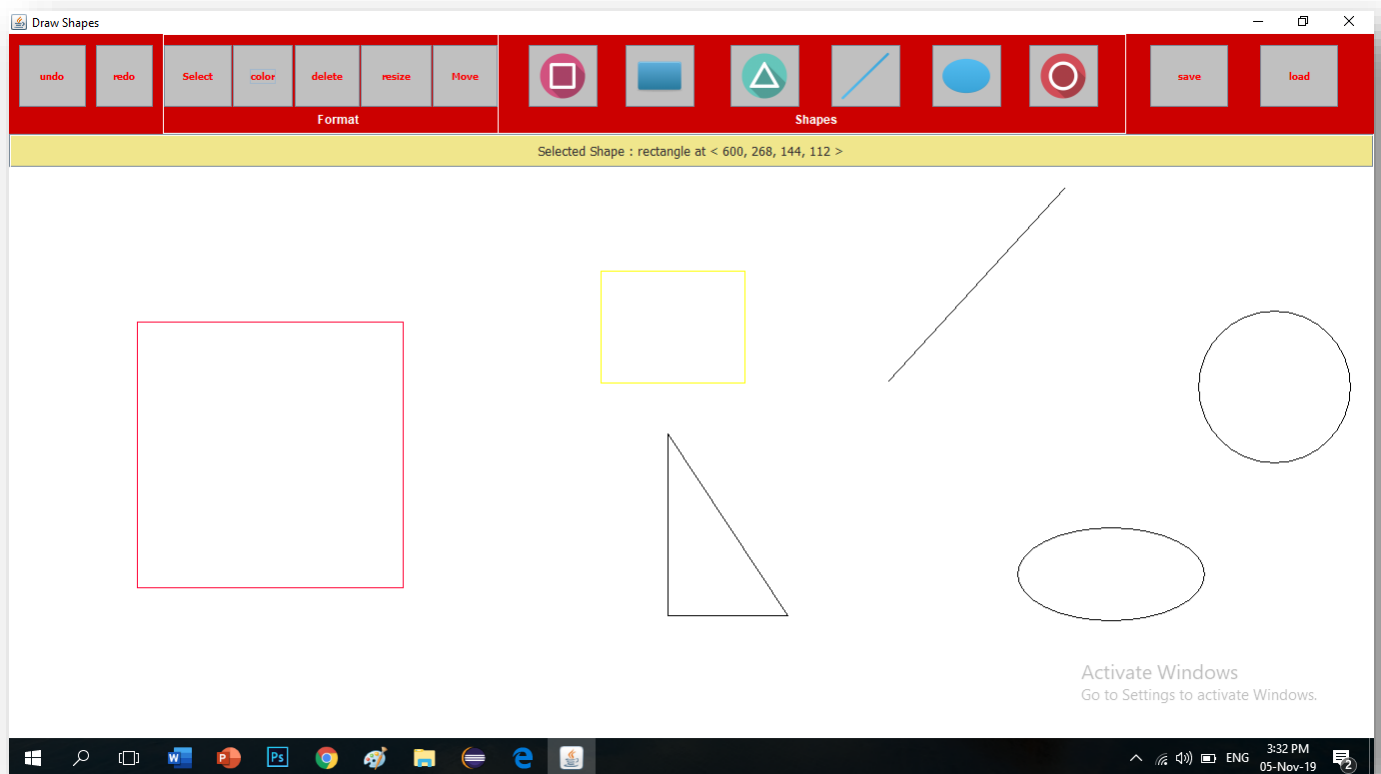 Draw Shapes
undo redo Select color delete resize Move save load
Format Shapes
Selected Shape : rectangle at < 600, 268, 144, 112 >
Activate Windows
Go to Settings to activate Windows.
W P Ps ENG 3:32 PM
05-Nov-19 2